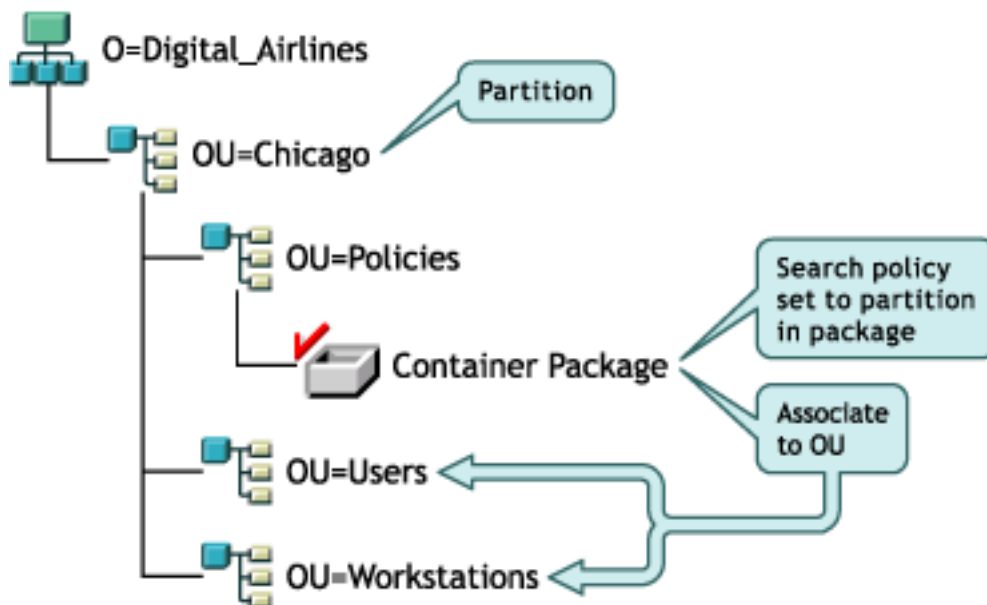 O=Digital_Airlines
Partition
OU=Chicago
OU=Policies
Search policy
set to partition
in package
Container Package
Associate
to OU
OU=Users
OU=Workstations